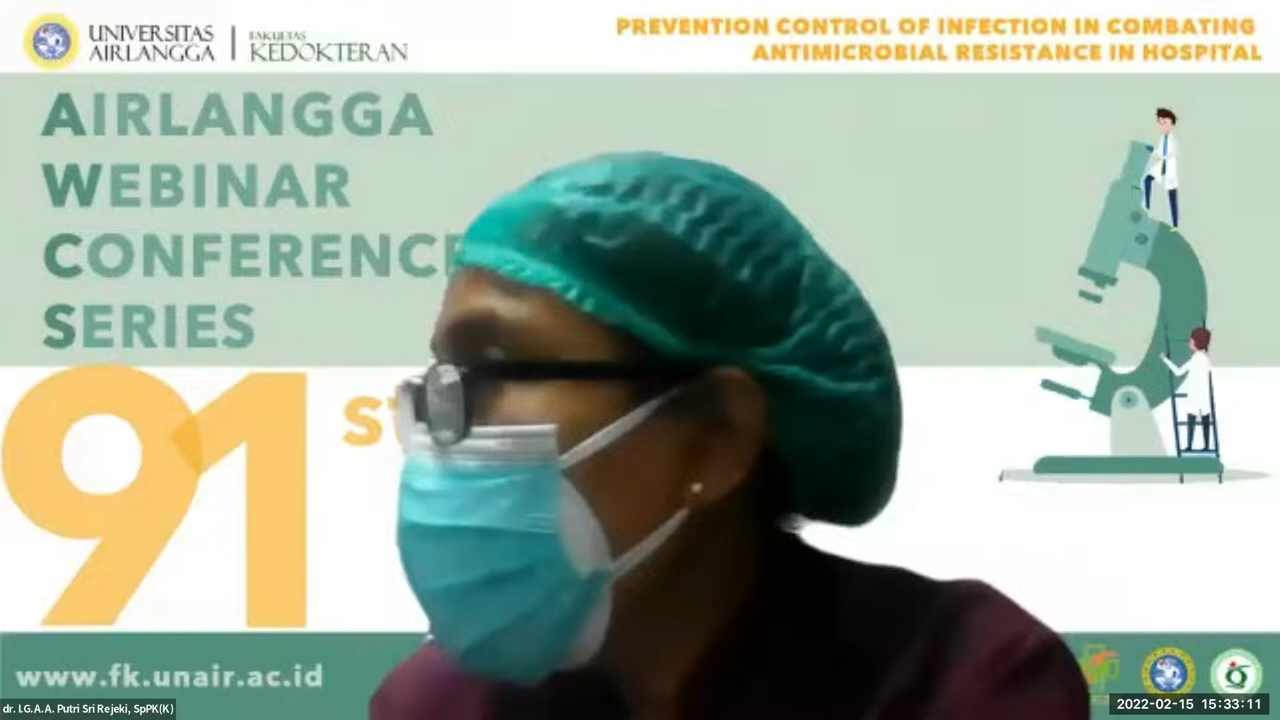 UNIVERSITAS
AIRLANGGA
FAKULTAS
KEDOKTERAN
PREVENTION CONTROL OF INFECTION IN COMBATING
ANTIMICROBIAL RESISTANCE IN HOSPITAL
AIRLANGGA
WEBINAR
CONFERENCE
SERIES
91
www.fk.unair.ac.id
dr. I.G.A.A. Putri Sri Rejeki, SpPK(K)
2022-02-15 15:33:11